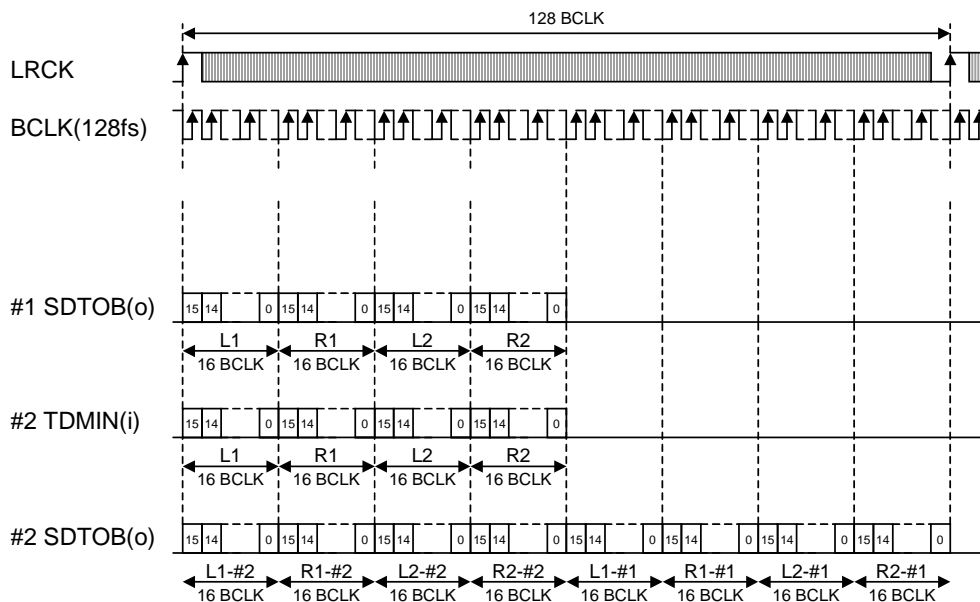 128 BCLK
LRCK
BCLK(128fs)
#1 SDTOB(o)
15 14 0 15 14 0 15 14 0 15 14 0
L1 R1 L2 R2
16 BCLK 16 BCLK 16 BCLK 16 BCLK
#2 TDMIN(i)
15 14 0 15 14 0 15 14 0 15 14 0
L1 R1 L2 R2
16 BCLK 16 BCLK 16 BCLK 16 BCLK
#2 SDTOB(o)
15 14 0 15 14 0 15 14 0 15 14 0 15 14 0 15 14 0 15 14 0 15 14 0
L1-#2 R1-#2 L2-#2 R2-#2 L1-#1 R1-#1 L2-#1 R2-#1
16 BCLK 16 BCLK 16 BCLK 16 BCLK 16 BCLK 16 BCLK 16 BCLK 16 BCLK